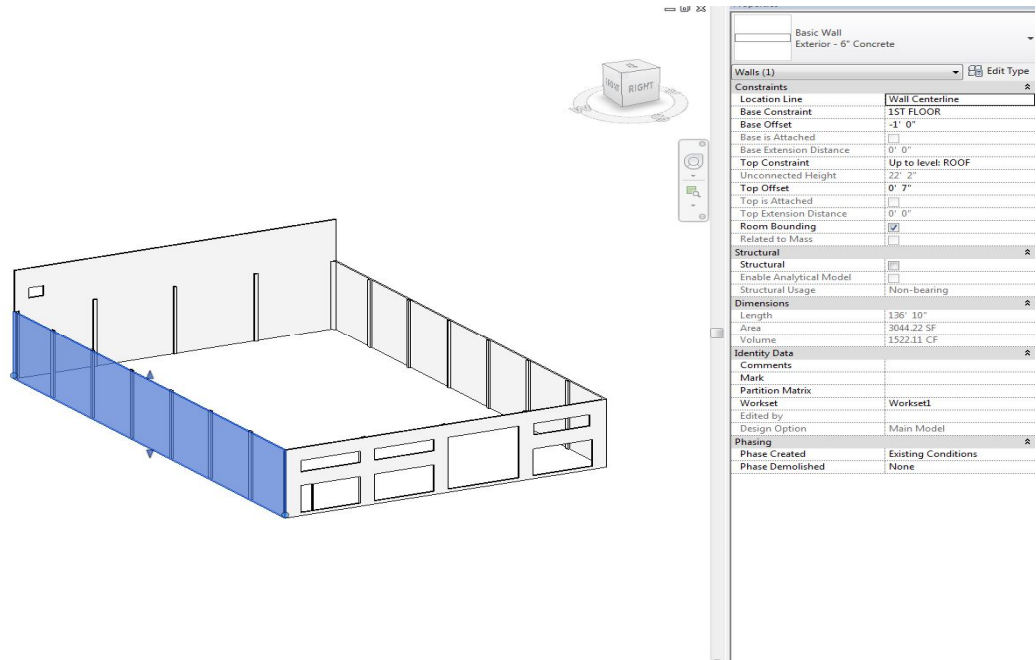 RIGHT
Basic Wall
Exterior - 6" Concrete
Walls (1) Edit Type
Constraints
Location Line Wall Centerline
Base Constraint 1ST FLOOR
Base Offset -1' 0"
Base is Attached
Base Extension Distance 0' 0"
Top Constraint Up to level: ROOF
Unconnected Height 22' 2"
Top Offset 0' 7"
Top is Attached
Top Extension Distance 0' 0"
Room Bounding
Related to Mass
Structural
Structural
Enable Analytical Model
Structural Usage Non-bearing
Dimensions
Length 136' 10"
Area 3044.22 SF
Volume 1522.11 CF
Identity Data
Comments
Mark
Partition Matrix
Workset Workset1
Edited by
Design Option Main Model
Phasing
Phase Created Existing Conditions
Phase Demolished None